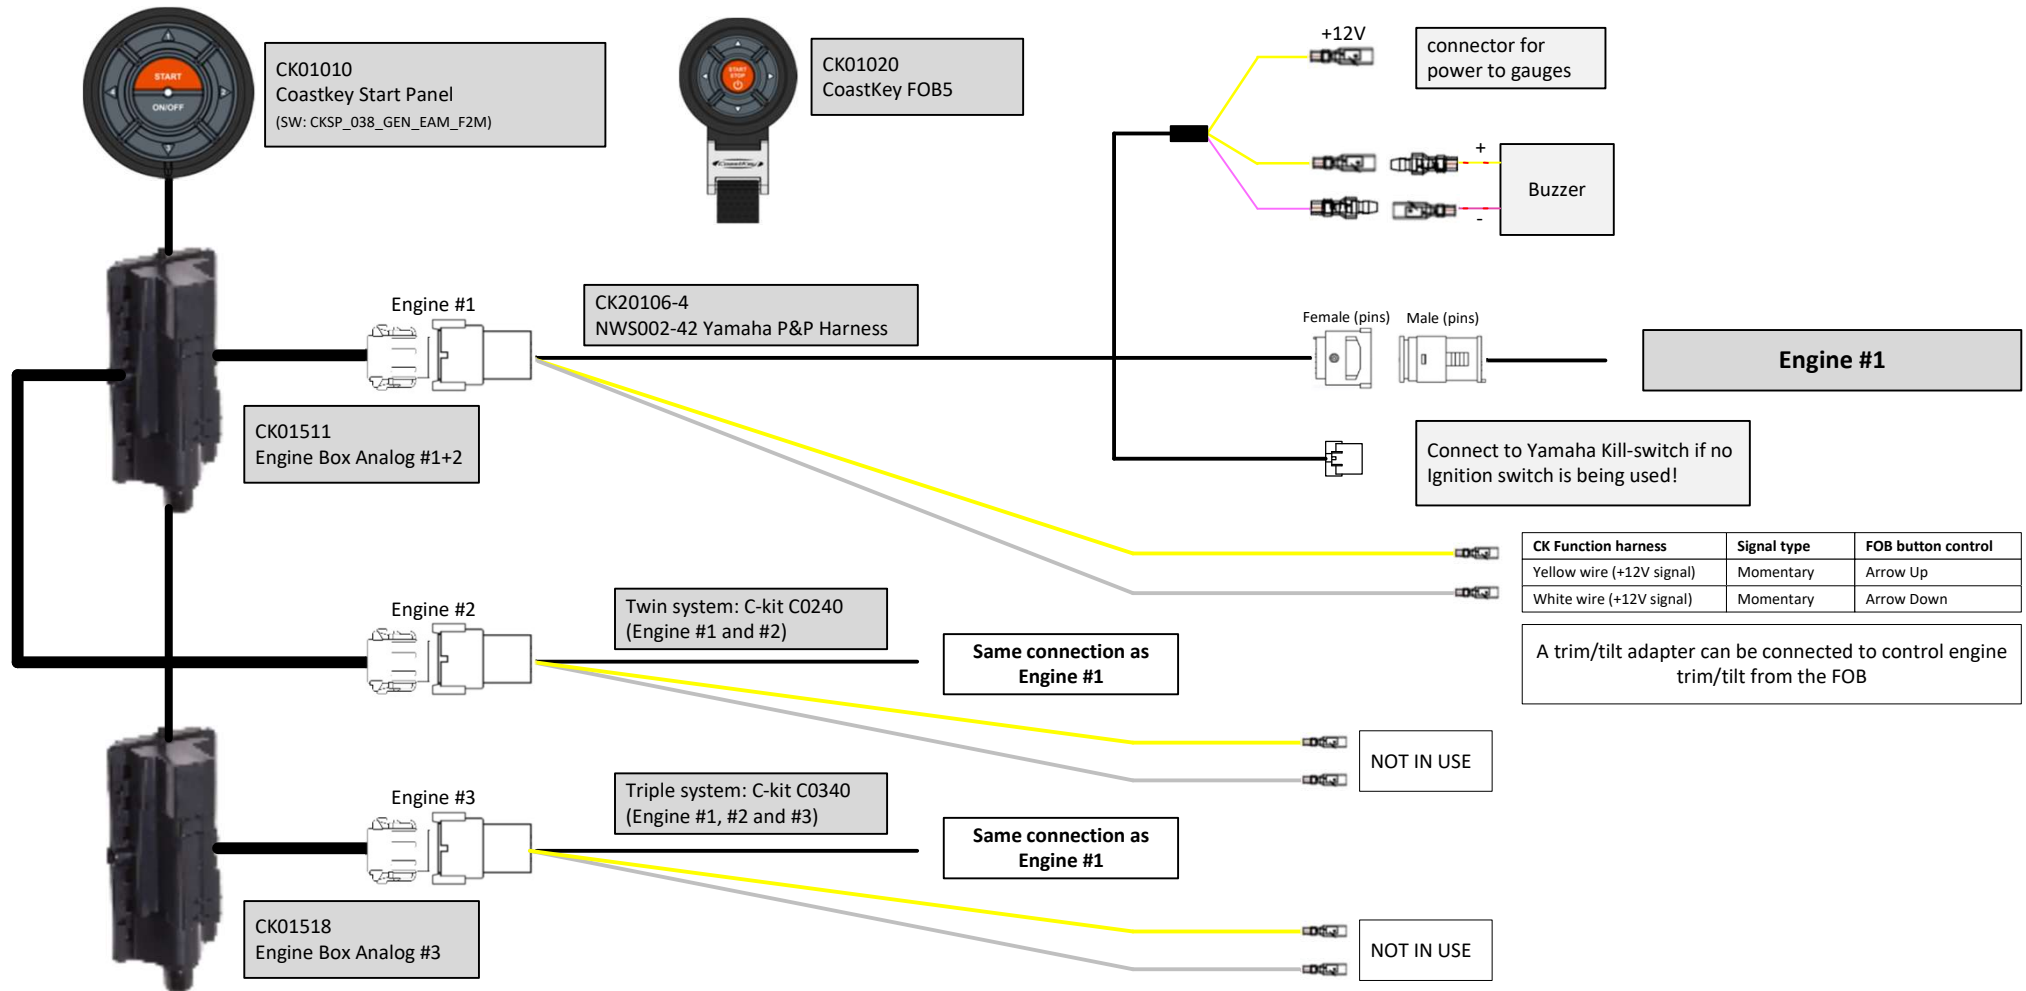 START
ON/OFF
CK01010
Coastkey Start Panel
(SW: CKSP_038_GEN_EAM_F2M)
START
STOP
CoastKey
CK01020
CoastKey FOB5
+12V
connector for
power to gauges
+
-
Buzzer
Engine #1
CK20106-4
NWS002-42 Yamaha P&P Harness
Female (pins)
Male (pins)
Engine #1
CK01511
Engine Box Analog #1+2
Connect to Yamaha Kill-switch if no
Ignition switch is being used!
CK Function harness Signal type FOB button control
Yellow wire (+12V signal) Momentary Arrow Up
White wire (+12V signal) Momentary Arrow Down
A trim/tilt adapter can be connected to control engine
trim/tilt from the FOB
Engine #2
Twin system: C-kit C0240
(Engine #1 and #2)
Same connection as
Engine #1
NOT IN USE
Engine #3
Triple system: C-kit C0340
(Engine #1, #2 and #3)
Same connection as
Engine #1
CK01518
Engine Box Analog #3
NOT IN USE